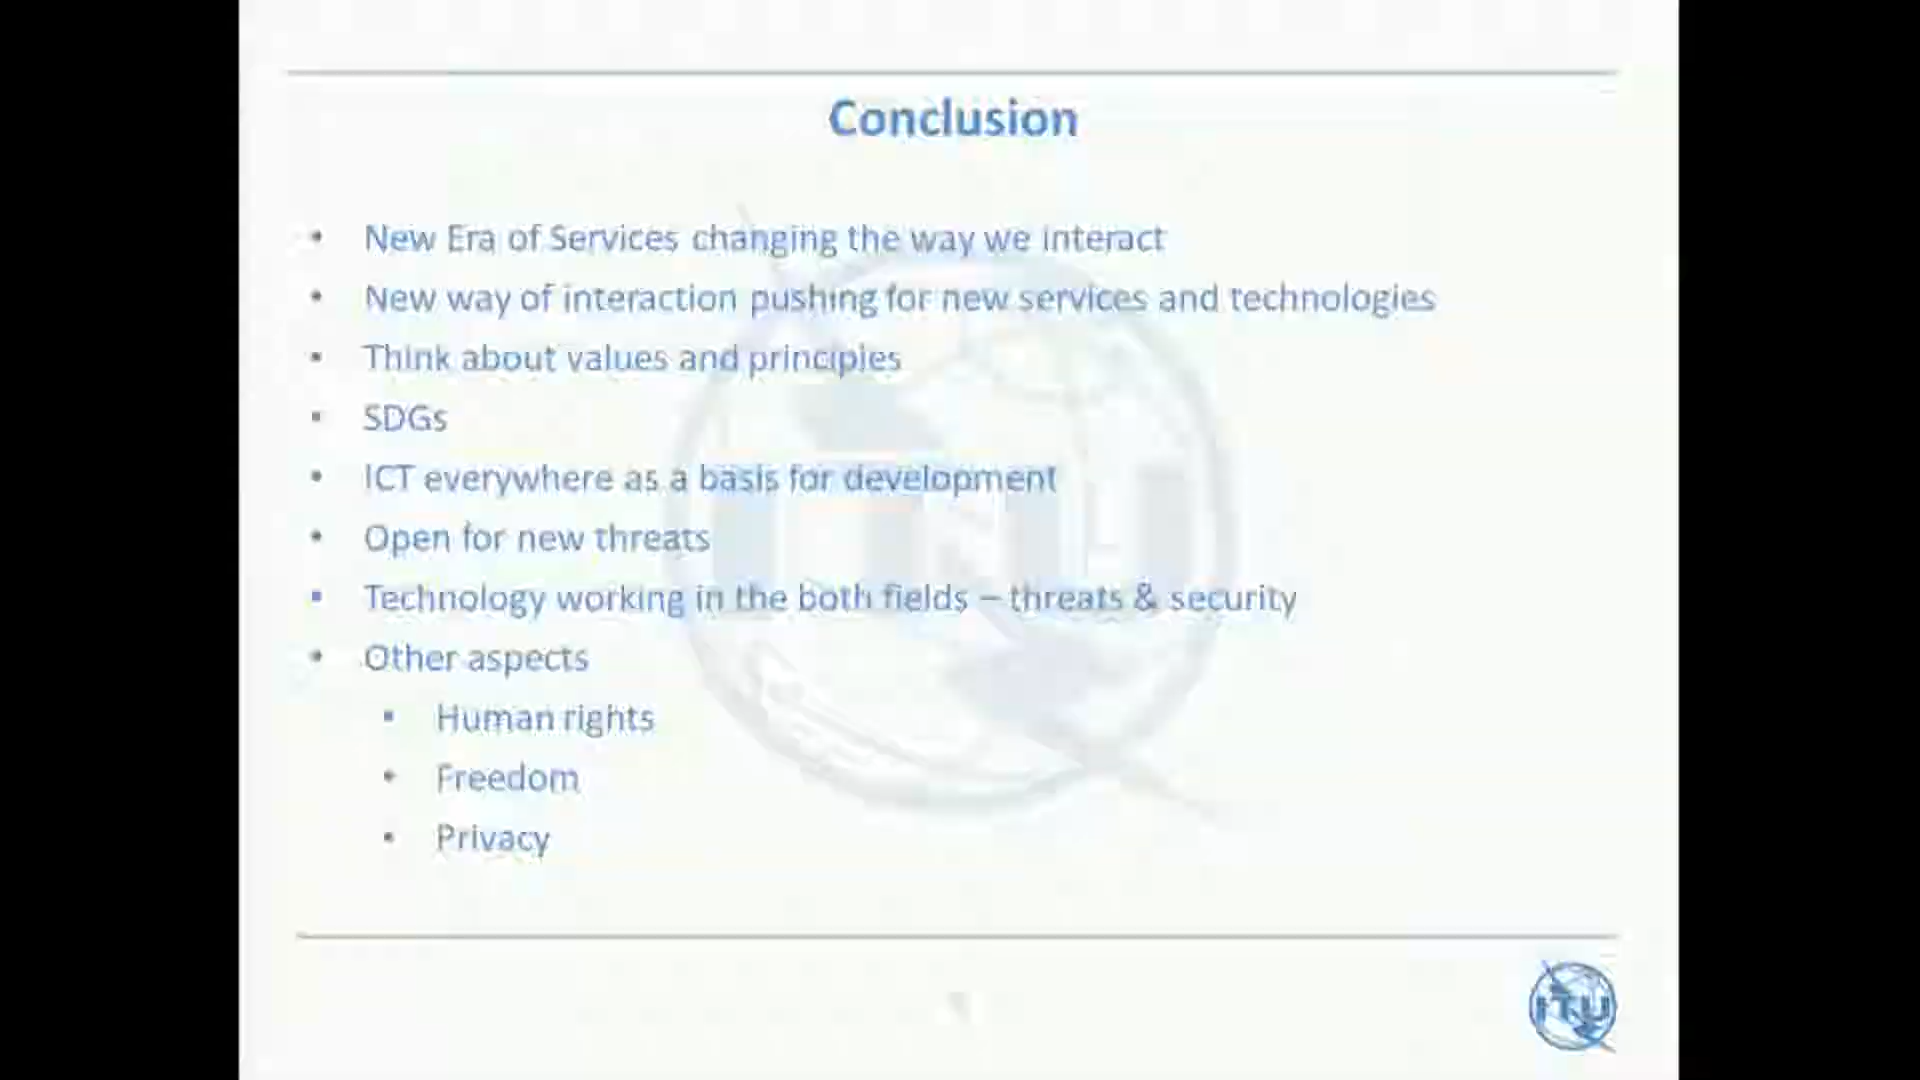 Conclusion
• New Era of Services changing the way we interact
• New way of interaction pushing for new services and technologies
• Think about values and principles
• SDGs
• ICT everywhere as a basis for development
• Open for new threats
• Technology working in the both fields – threats & security
• Other aspects
• Human rights
• Freedom
• Privacy
ITU